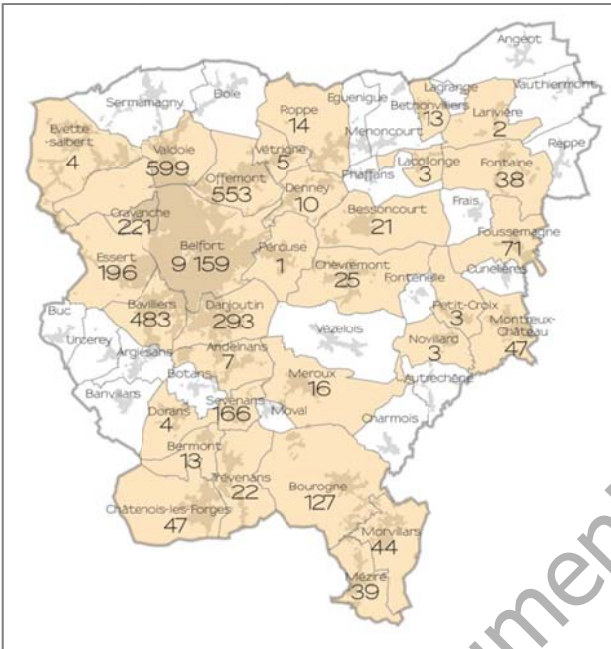 Angeot
Vauthiermont
Lagrange
Bethonvilliers
13
Larivière
2
Reppe
Eguenigue
Menoncourt
Phaffans
Lacollonge
3
Fontaine
38
Sermamagny
Roppe
14
Evette
-salbert
4
Valdoie
599
Vétrigne
5
Offemont
553
Denney
10
Bessoncourt
21
Frais
Foussemagne
71
Cravanche
221
Essert
196
Belfort
9 159
Pérouse
1
Chèvremont
25
Fontenelle
Cunelières
Petit-Croix
3
Montreux-
Château
47
Novillard
3
Autrechêne
Bavilliers
483
Danjoutin
293
Vézelois
Buc
Urcerey
Argiésans
Banvillars
Botans
Andelnans
7
Sevenans
166
Moval
Meroux
16
Charmois
Dorans
4
Bermont
13
Trévenans
22
Bourogne
127
Châtenois-les-Forges
47
Morvillars
44
Méziré
39